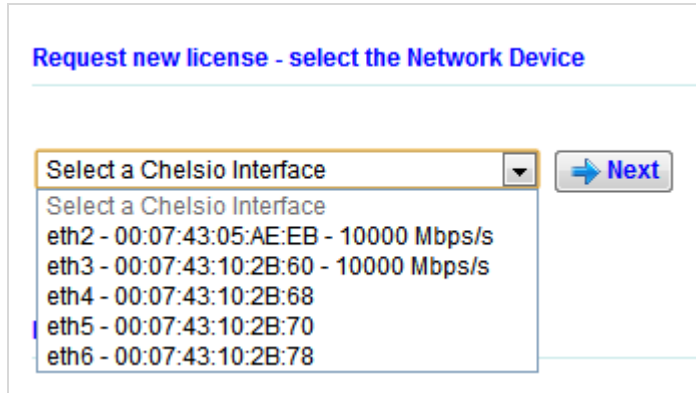 Request new license - select the Network Device
Select a Chelsio Interface
Next
Select a Chelsio Interface
eth2 - 00:07:43:05:AE:EB - 10000 Mbps/s
eth3 - 00:07:43:10:2B:60 - 10000 Mbps/s
eth4 - 00:07:43:10:2B:68
eth5 - 00:07:43:10:2B:70
eth6 - 00:07:43:10:2B:78